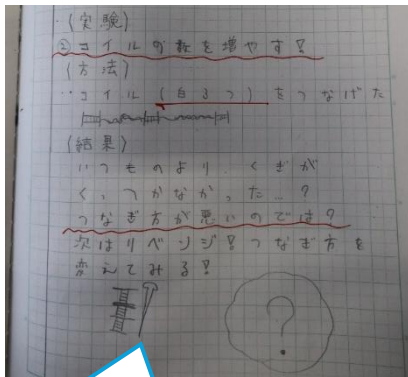 (実験)
②コイルの数を増やす!
(方法)
コイル(白3つ)をつなげた
(結果)
いつものより、くぎが
くっつかなかった…?
つなぎ方が悪いのでは?
次はリベンジ!つなぎ方を
変えてみる!
?